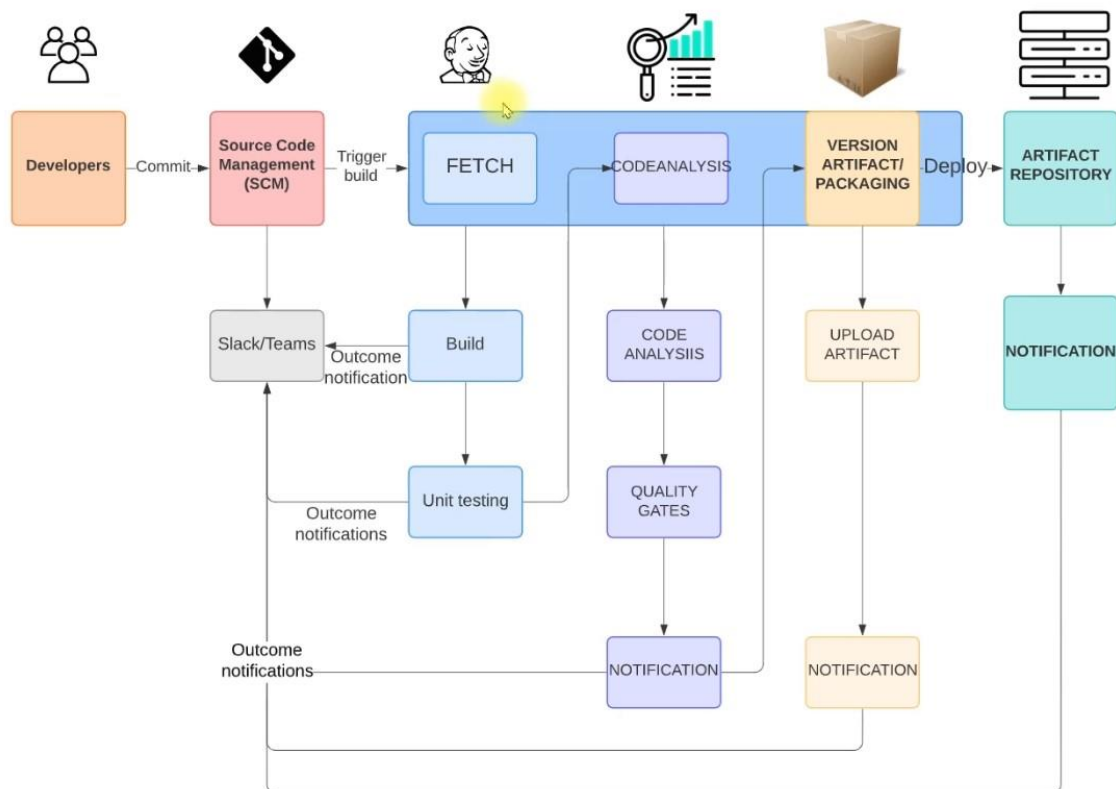 Developers
Commit
Source Code
Management
(SCM)
Trigger
build
FETCH
CODEANALYSIS
VERSION
ARTIFACT/
PACKAGING
Deploy
ARTIFACT
REPOSITORY
Slack/Teams
Outcome
notification
Build
CODE
ANALYSIIS
UPLOAD
ARTIFACT
NOTIFICATION
Outcome
notifications
Unit testing
QUALITY
GATES
Outcome
notifications
NOTIFICATION
NOTIFICATION